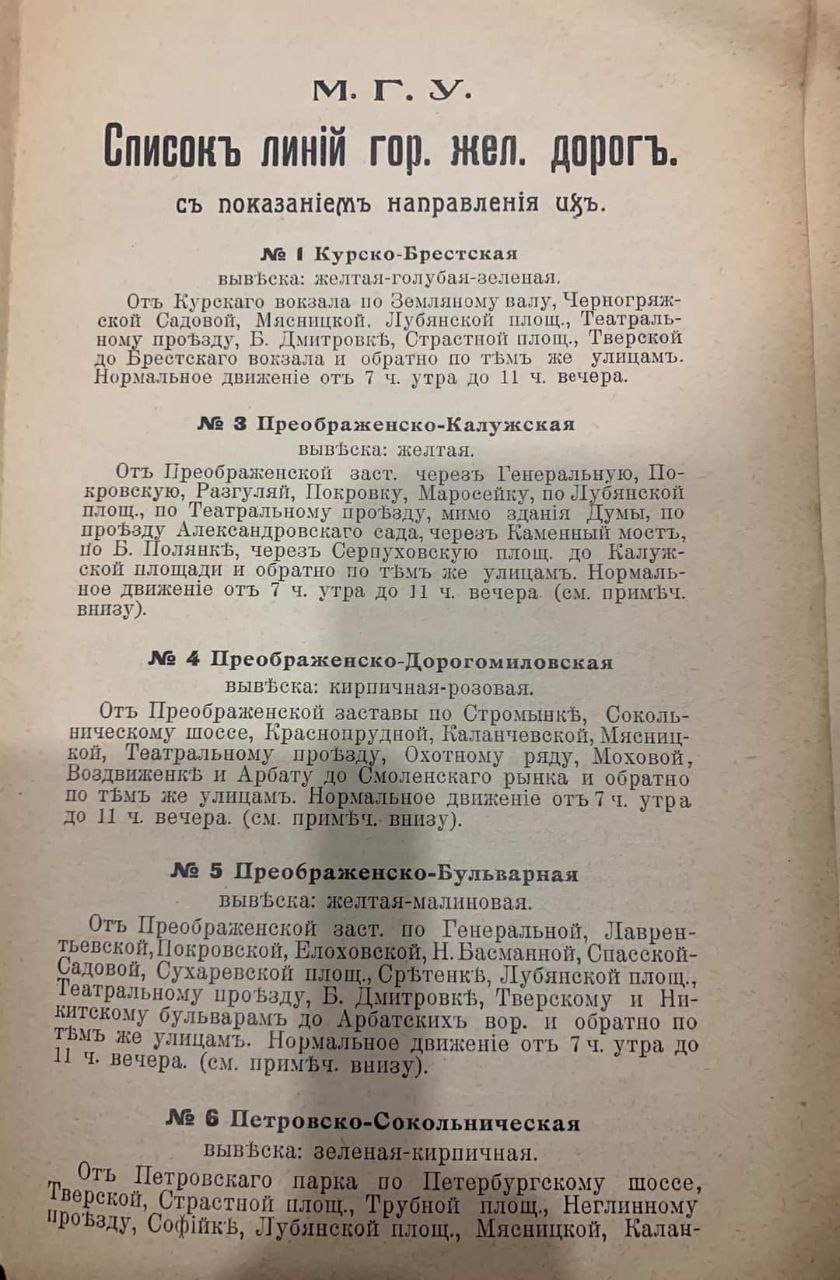 М. Г. У.
Списокъ линій гор. жел. дорогъ.
съ показаніемъ направленія ихъ.
№ 1 Курско-Брестская
вывѣска: желтая-голубая-зеленая.
Отъ Курскаго вокзала по Земляному валу, Черногряж-
ской Садовой, Мясницкой, Лубянской площ., Театраль-
ному проѣзду, Б. Дмитровкѣ, Страстной площ., Тверской
до Брестскаго вокзала и обратно по тѣмъ же улицамъ.
Нормальное движеніе отъ 7 ч. утра до 11 ч. вечера.
№ 3 Преображенско-Калужская
вывѣска: желтая.
Отъ Преображенской заст. черезъ Генеральную, По-
кровскую, Разгуляй, Покровку, Маросейку, по Лубянской
площ., по Театральному проѣзду, мимо зданія Думы, по
проѣзду Александровскаго сада, черезъ Каменный мостъ,
по Б. Полянкѣ, черезъ Серпуховскую площ. до Калуж-
ской площади и обратно по тѣмъ же улицамъ. Нормаль-
ное движеніе отъ 7 ч. утра до 11 ч. вечера. (см. примѣч.
внизу).
№ 4 Преображенско-Дорогомиловская
вывѣска: кирпичная-розовая.
Отъ Преображенской заставы по Стромынкѣ, Соколь-
ническому шоссе, Краснопрудной, Каланчевской, Мясниц-
кой, Театральному проѣзду, Охотному ряду, Моховой,
Воздвиженкѣ и Арбату до Смоленскаго рынка и обратно
по тѣмъ же улицамъ. Нормальное движеніе отъ 7 ч. утра
до 11 ч. вечера. (см. примѣч. внизу).
№ 5 Преображенско-Бульварная
вывѣска: желтая-малиновая.
Отъ Преображенской заст. по Генеральной, Лаврен-
тьевской, Покровской, Елоховской, Н. Басманной, Спасской-
Садовой, Сухаревской площ., Срѣтенкѣ, Лубянской площ.,
Театральному проѣзду, Б. Дмитровкѣ, Тверскому и Ни-
китскому бульварамъ до Арбатскихъ вор. и обратно по
тѣмъ же улицамъ. Нормальное движеніе отъ 7 ч. утра до
11 ч. вечера. (см. примѣч. внизу).
№ 6 Петровско-Сокольническая
вывѣска: зеленая-кирпичная.
Отъ Петровскаго парка по Петербургскому шоссе,
Тверской, Страстной площ., Трубной площ., Неглинному
проѣзду, Софійкѣ, Лубянской площ., Мясницкой, Калан-